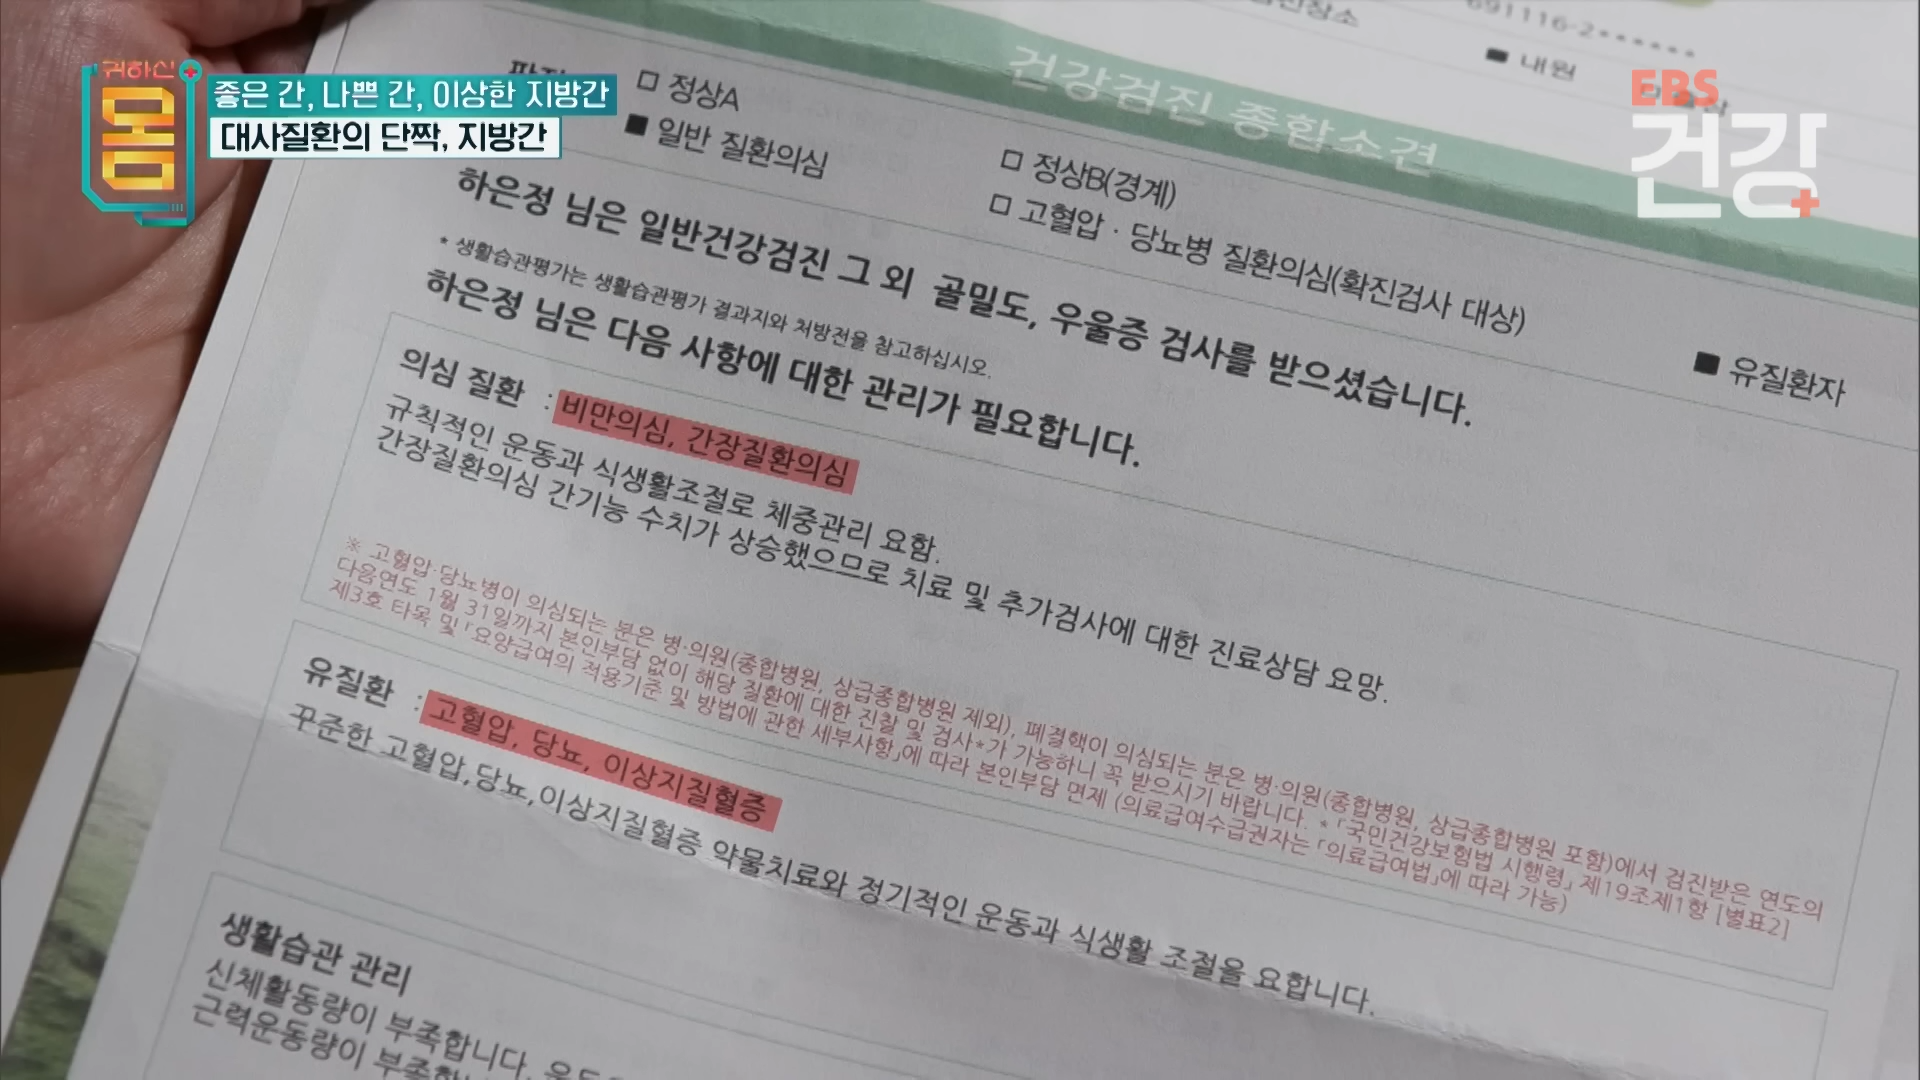 귀하신
몸
좋은 간, 나쁜 간, 이상한 지방간
대사질환의 단짝, 지방간
EBS
건강
691116-2******
■ 내원
건강검진 종합소견
□ 정상A
□ 정상B(경계)
■ 일반 질환의심
□ 고혈압 · 당뇨병 질환의심(확진검사 대상)
■ 유질환자
하은정 님은 일반건강검진 그 외 골밀도, 우울증 검사를 받으셨습니다.
* 생활습관평가는 생활습관평가 결과지와 처방전을 참고하십시오.
하은정 님은 다음 사항에 대한 관리가 필요합니다.
의심 질환 : 비만의심, 간장질환의심
규칙적인 운동과 식생활조절로 체중관리 요함.
간장질환의심 간기능 수치가 상승했으므로 치료 및 추가검사에 대한 진료상담 요망.
※ 고혈압·당뇨병이 의심되는 분은 병·의원(종합병원, 상급종합병원 제외), 폐결핵이 의심되는 분은 병·의원(종합병원, 상급종합병원 포함)에서 검진받은 연도의
다음연도 1월 31일까지 본인부담 없이 해당 질환에 대한 진찰 및 검사*가 가능하니 꼭 받으시기 바랍니다. *「국민건강보험법 시행령」 제19조제1항 [별표2]
제3호 타목 및 「요양급여의 적용기준 및 방법에 관한 세부사항」에 따라 본인부담 면제 (의료급여수급권자는 「의료급여법」에 따라 가능)
유질환 : 고혈압, 당뇨, 이상지질혈증
꾸준한 고혈압,당뇨,이상지질혈증 약물치료와 정기적인 운동과 식생활 조절을 요합니다.
생활습관 관리
신체활동량이 부족합니다.
근력운동량이